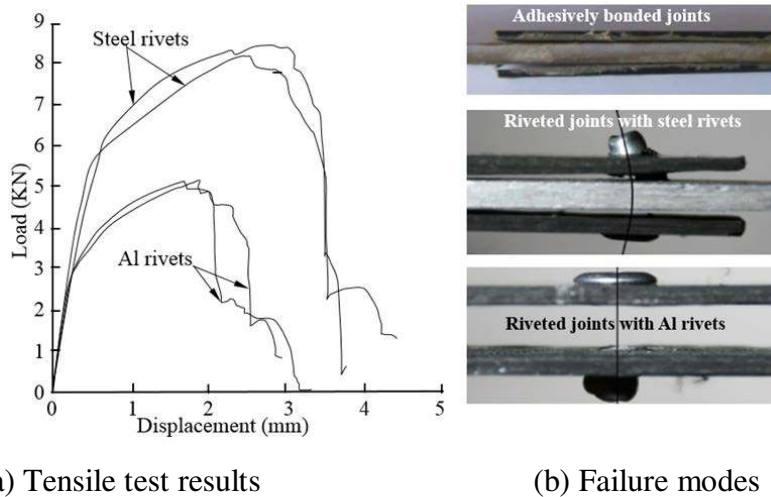 9
8
7
6
5
4
3
2
1
0
Load (KN)
Steel rivets
Al rivets
0 1 2 3 4 5
Displacement (mm)
Adhesively bonded joints
Riveted joints with steel rivets
Riveted joints with Al rivets
) Tensile test results
(b) Failure modes